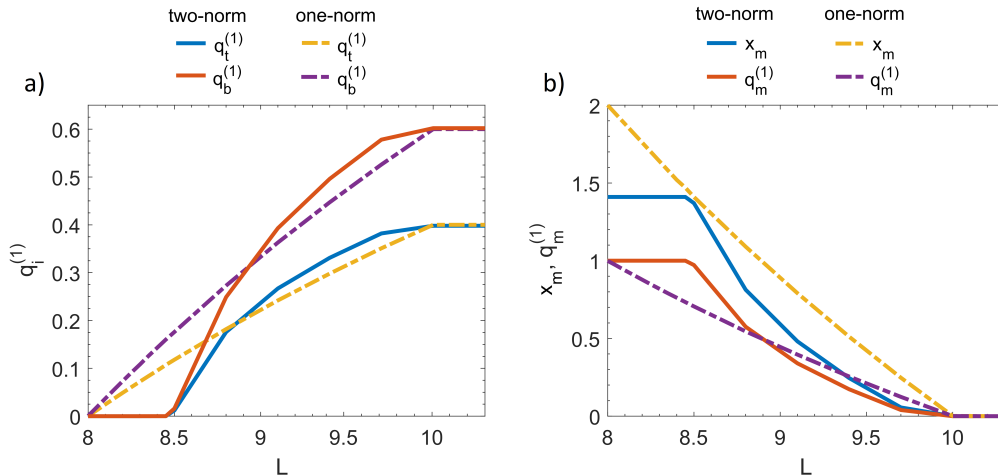 two-norm one-norm
q_t^(1) q_t^(1)
q_b^(1) q_b^(1)
a)
0.6
0.5
0.4
0.3
0.2
0.1
0
q_i^(1)
8 8.5 9 9.5 10
L
two-norm one-norm
x_m x_m
q_m^(1) q_m^(1)
b)
2
1.5
1
0.5
0
x_m, q_m^(1)
8 8.5 9 9.5 10
L